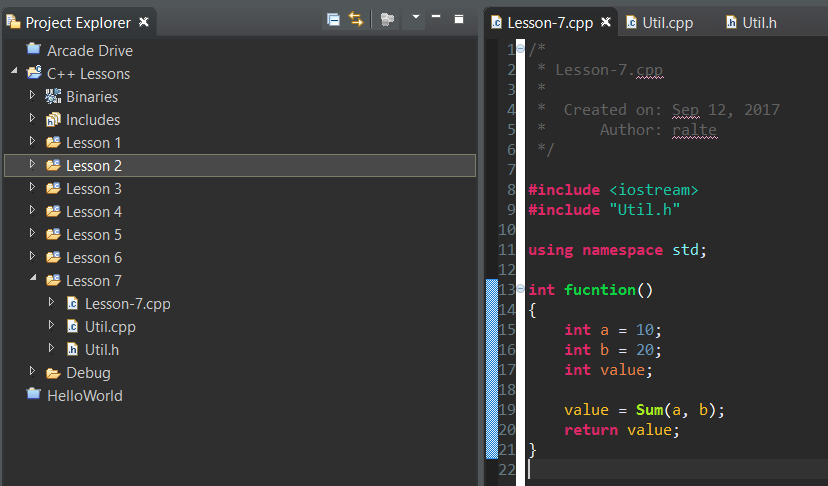 Project Explorer
Arcade Drive
C++ Lessons
Binaries
Includes
Lesson 1
Lesson 2
Lesson 3
Lesson 4
Lesson 5
Lesson 6
Lesson 7
Lesson-7.cpp
Util.cpp
Util.h
Debug
HelloWorld
Lesson-7.cpp Util.cpp Util.h
1 /*
2 * Lesson-7.cpp
3 *
4 * Created on: Sep 12, 2017
5 * Author: ralte
6 */
7
8 #include <iostream>
9 #include "Util.h"
10
11 using namespace std;
12
13 int fucntion()
14 {
15 int a = 10;
16 int b = 20;
17 int value;
18
19 value = Sum(a, b);
20 return value;
21 }
22